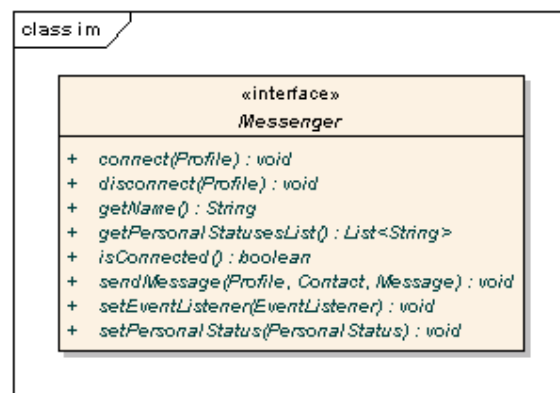 class im
«interface»
Messenger
+ connect(Profile) : void
+ disconnect(Profile) : void
+ getName() : String
+ getPersonalStatusesList() : List<String>
+ isConnected() : boolean
+ sendMessage(Profile, Contact, Message) : void
+ setEventListener(EventListener) : void
+ setPersonalStatus(PersonalStatus) : void